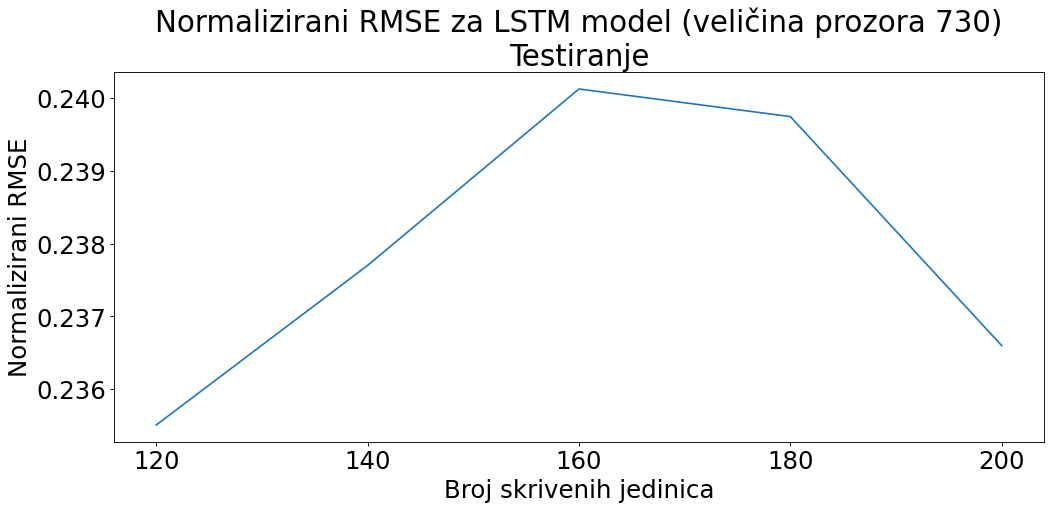 Normalizirani RMSE za LSTM model (veličina prozora 730)
Testiranje
Normalizirani RMSE
0.240
0.239
0.238
0.237
0.236
120 140 160 180 200
Broj skrivenih jedinica